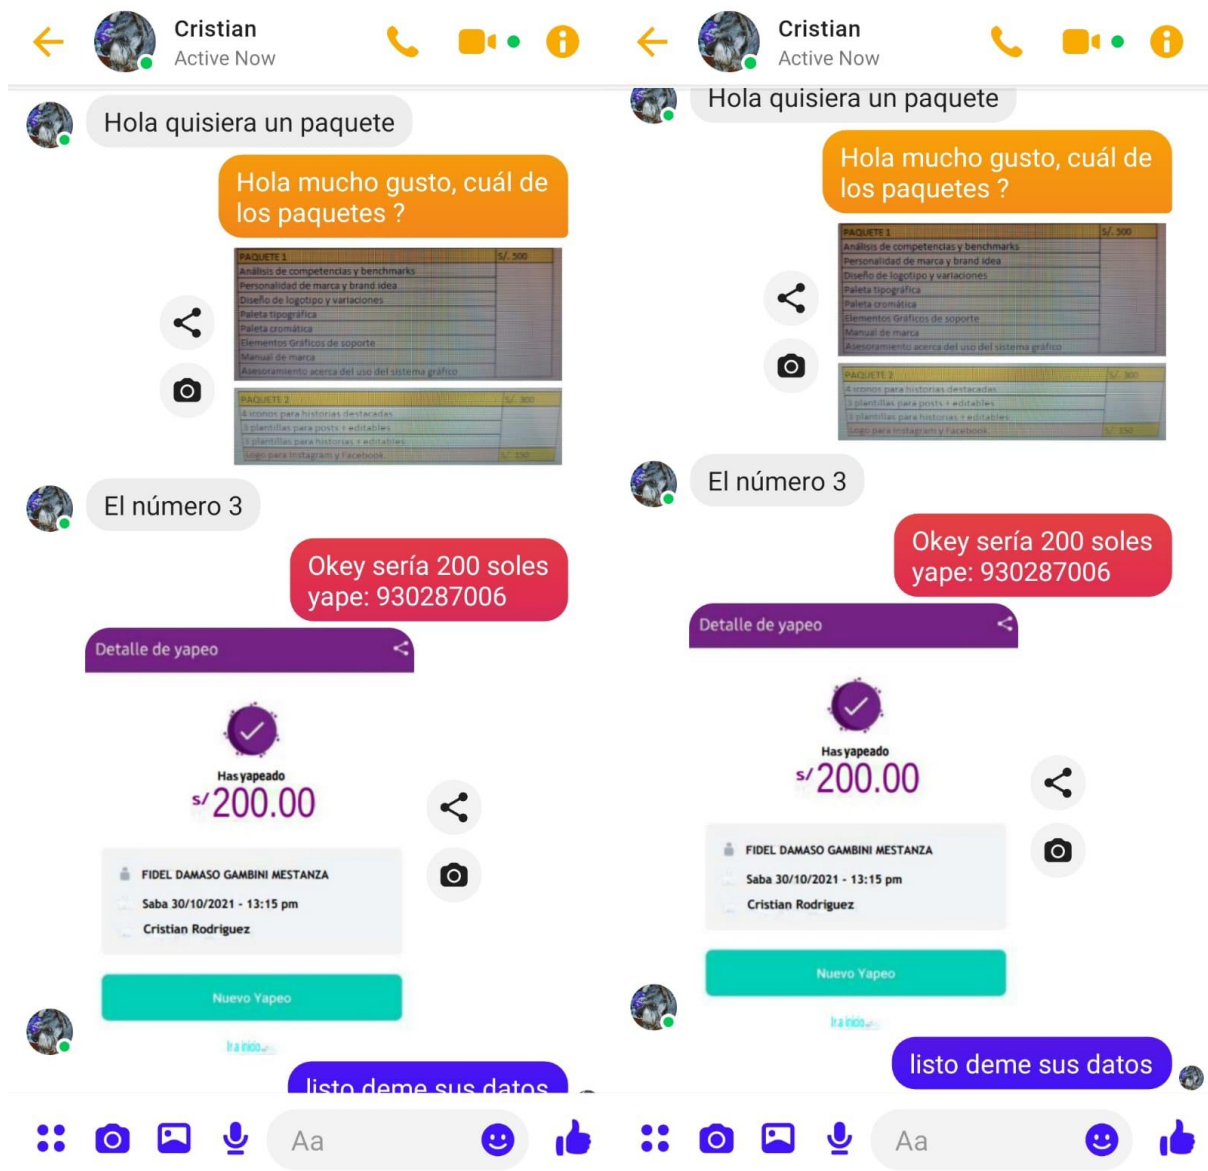 Cristian
Active Now
Hola quisiera un paquete
Hola mucho gusto, cuál de
los paquetes ?
PAQUETE 1 S/. 500
Análisis de competencias y benchmarks
Personalidad de marca y brand idea
Diseño de logotipo y variaciones
Paleta tipográfica
Paleta cromática
Elementos Gráficos de soporte
Manual de marca
Asesoramiento acerca del uso del sistema gráfico
PAQUETE 2 S/. 300
4 iconos para historias destacadas
3 plantillas para posts + editables
3 plantillas para historias + editables
Logo para Instagram y Facebook S/. 150
El número 3
Okey sería 200 soles
yape: 930287006
Detalle de yapeo
Has yapeado
s/ 200.00
FIDEL DAMASO GAMBINI MESTANZA
Saba 30/10/2021 - 13:15 pm
Cristian Rodriguez
Nuevo Yapeo
Ir a inicio
listo deme sus datos
Aa
Cristian
Active Now
Hola quisiera un paquete
Hola mucho gusto, cuál de
los paquetes ?
PAQUETE 1 S/. 500
Análisis de competencias y benchmarks
Personalidad de marca y brand idea
Diseño de logotipo y variaciones
Paleta tipográfica
Paleta cromática
Elementos Gráficos de soporte
Manual de marca
Asesoramiento acerca del uso del sistema gráfico
PAQUETE 2 S/. 300
4 iconos para historias destacadas
3 plantillas para posts + editables
3 plantillas para historias + editables
Logo para Instagram y Facebook S/. 150
El número 3
Okey sería 200 soles
yape: 930287006
Detalle de yapeo
Has yapeado
s/ 200.00
FIDEL DAMASO GAMBINI MESTANZA
Saba 30/10/2021 - 13:15 pm
Cristian Rodriguez
Nuevo Yapeo
Ir a inicio
listo deme sus datos
Aa